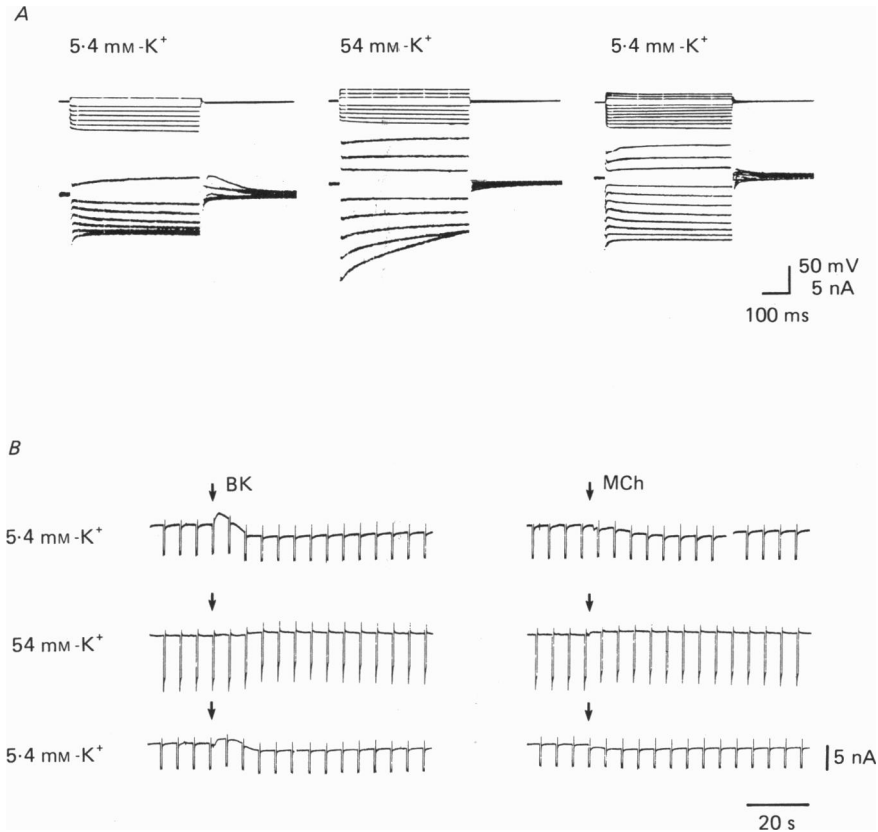 A
5·4 mM-K⁺ 54 mM-K⁺ 5·4 mM-K⁺
50 mV
5 nA
100 ms
B
BK MCh
5·4 mM-K⁺
54 mM-K⁺
5·4 mM-K⁺
5 nA
20 s